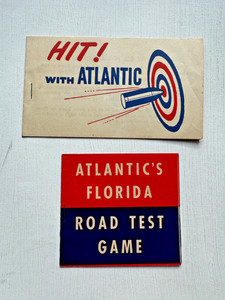 HIT!
WITH ATLANTIC
ATLANTIC'S
FLORIDA
ROAD TEST
GAME